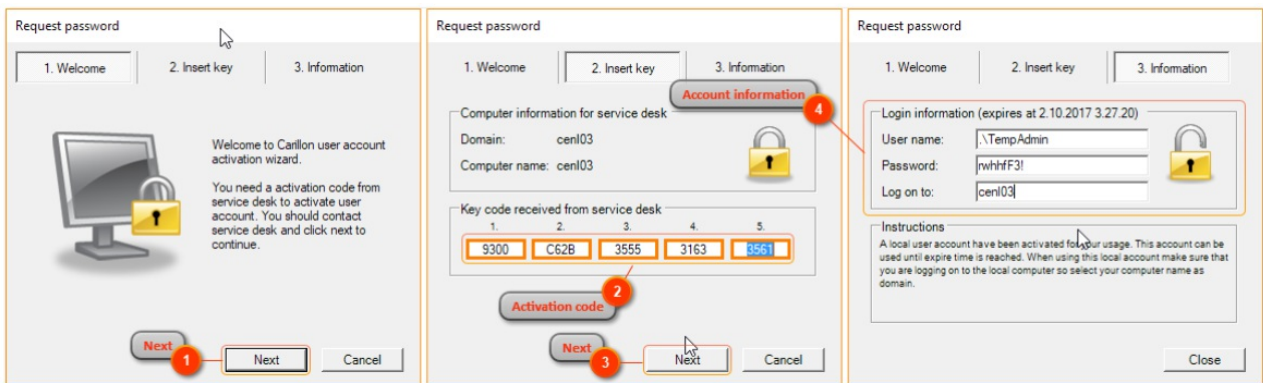 Request password
1. Welcome
2. Insert key
3. Information
Welcome to Carillon user account
activation wizard.
You need a activation code from
service desk to activate user
account. You should contact
service desk and click next to
continue.
Next
1
Next
Cancel
Request password
1. Welcome
2. Insert key
3. Information
Account information
Computer information for service desk
Domain: cenl03
Computer name: cenl03
Key code received from service desk
1. 2. 3. 4. 5.
9300 C62B 3555 3163 3561
2
Activation code
Next
3
Next
Cancel
Request password
1. Welcome
2. Insert key
3. Information
4
Login information (expires at 2.10.2017 3.27.20)
User name: .\TempAdmin
Password: rwhhfF3!
Log on to: cenl03
Instructions
A local user account have been activated for your usage. This account can be
used until expire time is reached. When using this local account make sure that
you are logging on to the local computer so select your computer name as
domain.
Close